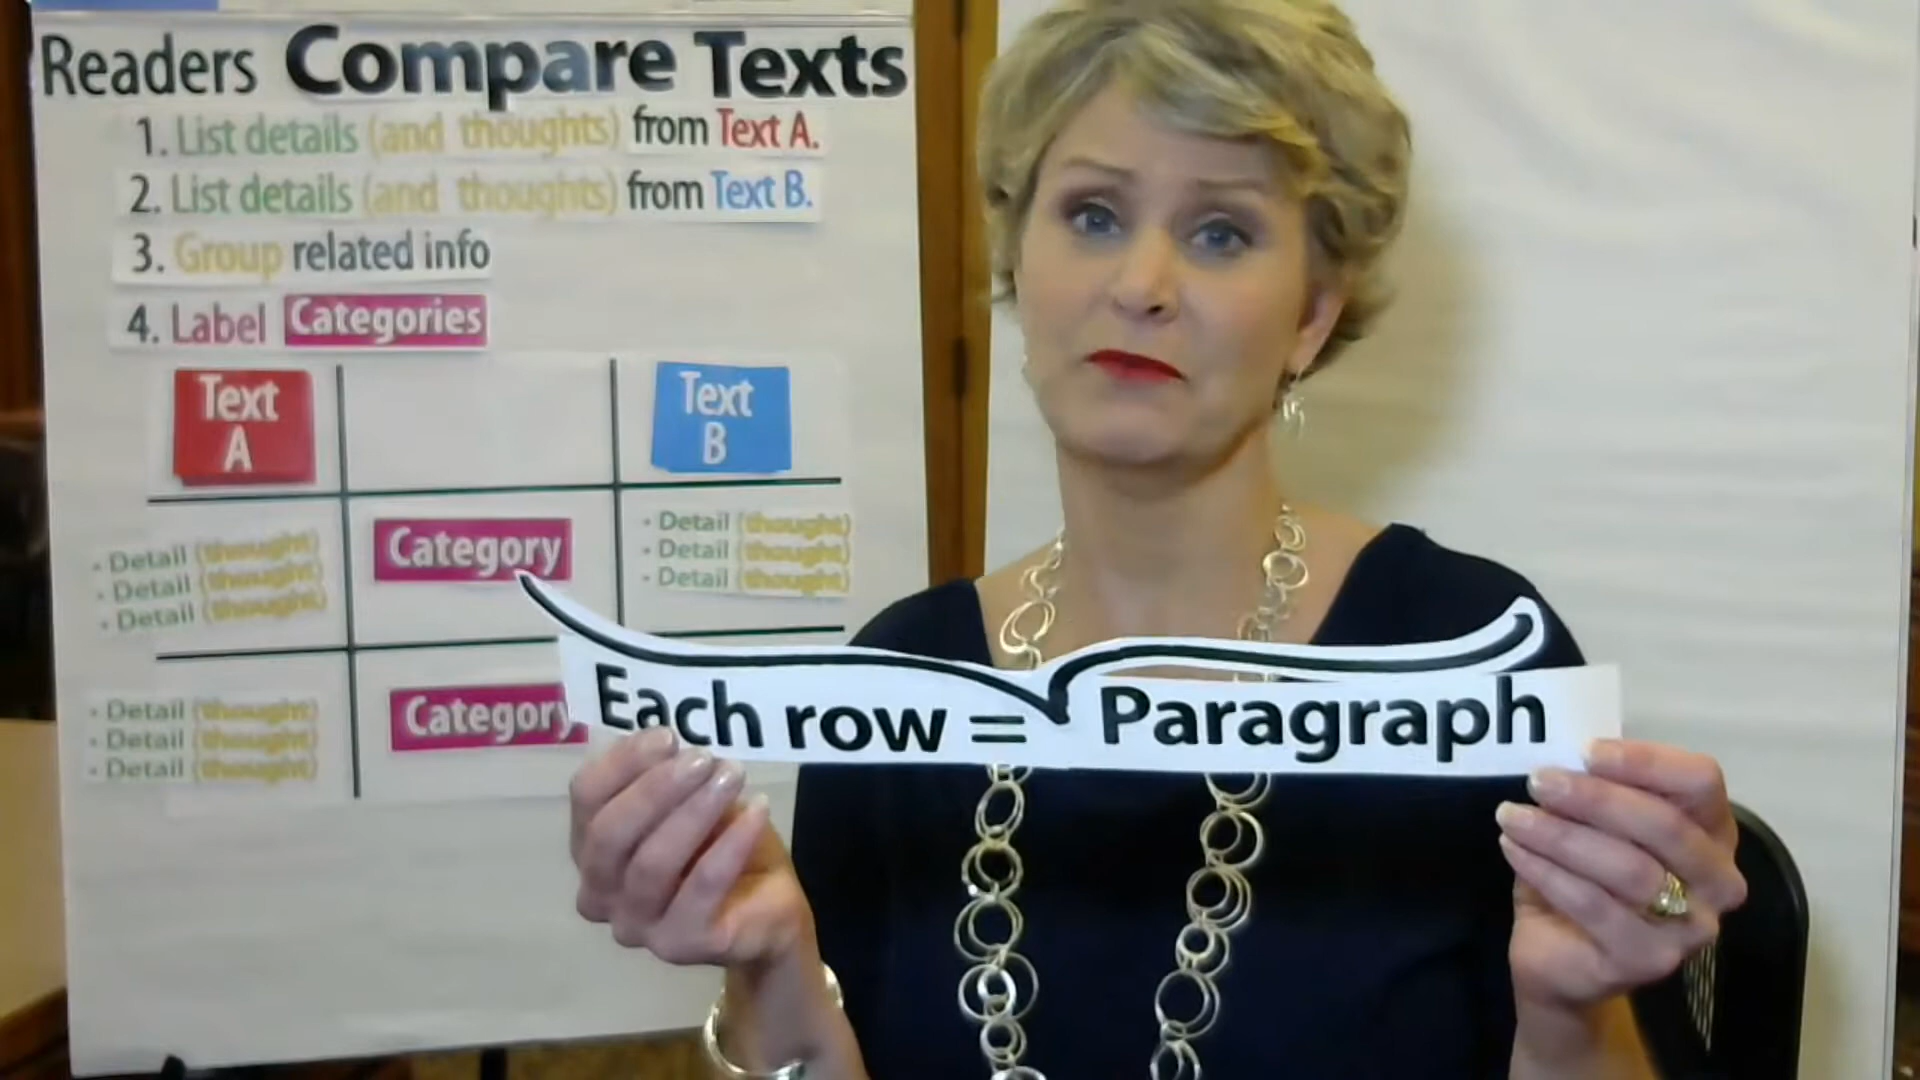 Readers Compare Texts
1. List details (and thoughts) from Text A.
2. List details (and thoughts) from Text B.
3. Group related info
4. Label Categories
Text
A
Text
B
• Detail (thought)
• Detail (thought)
• Detail (thought)
Category
• Detail (thought)
• Detail (thought)
• Detail (thought)
• Detail (thought)
• Detail (thought)
• Detail (thought)
Category
Each row = Paragraph